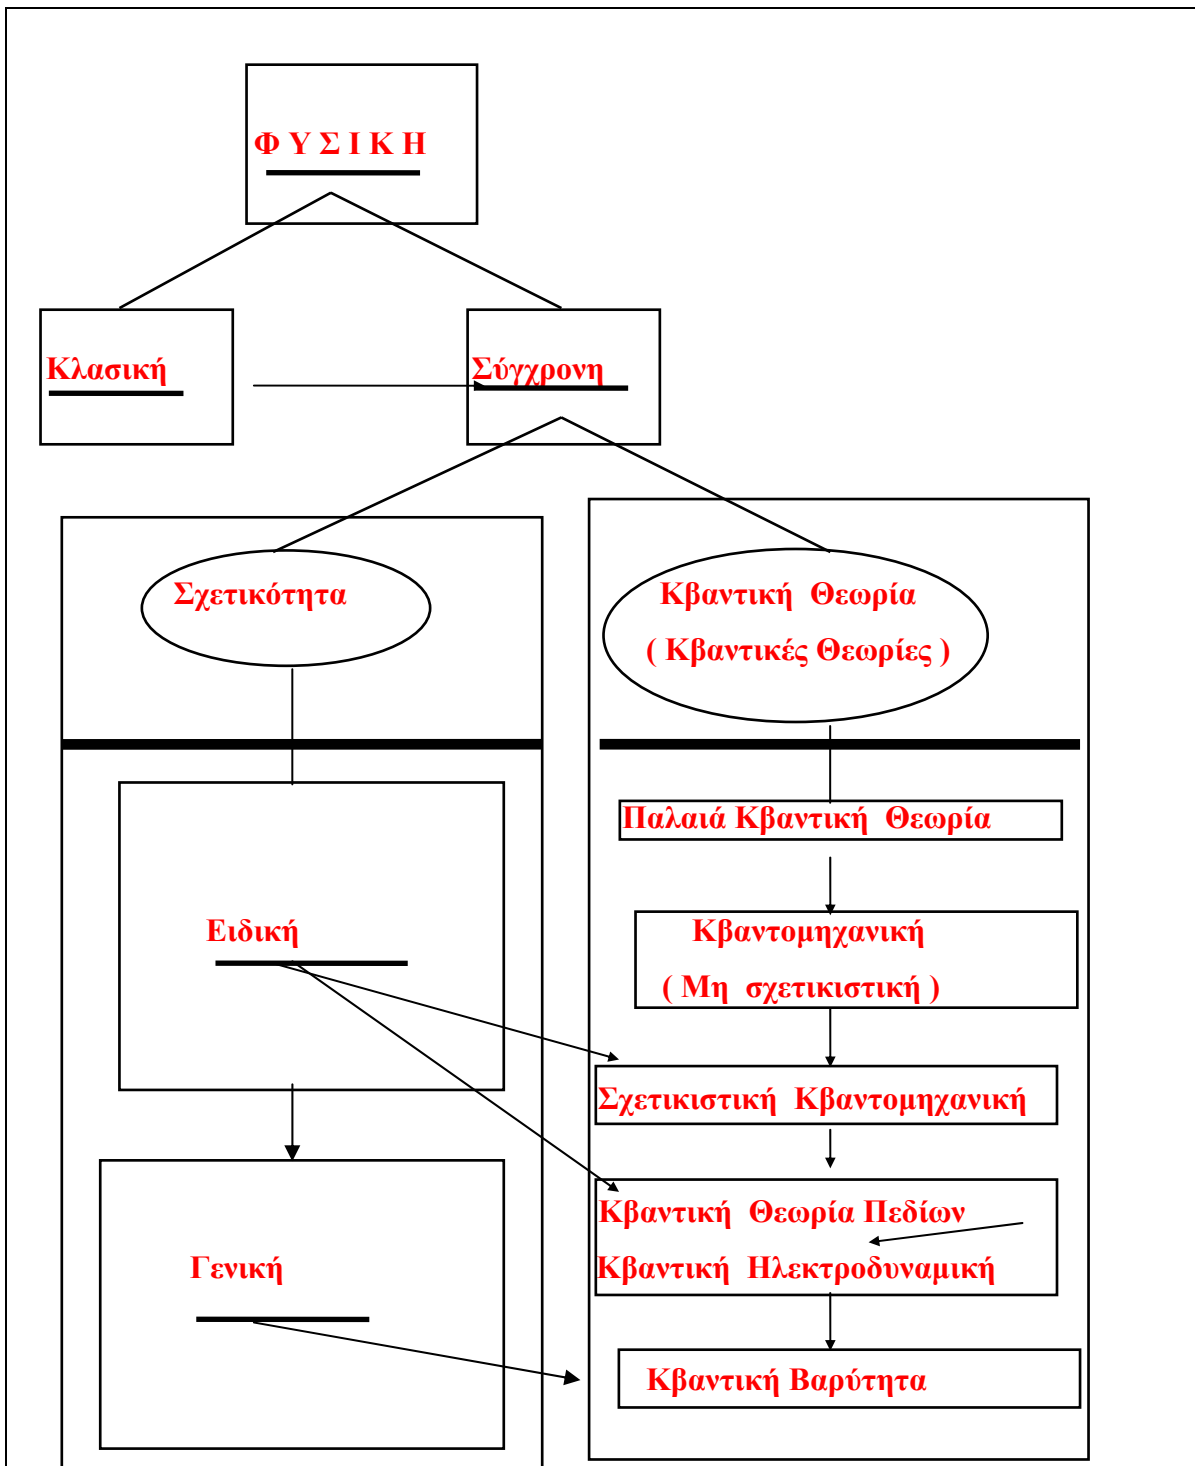 Φ Υ Σ Ι Κ Η
Κλασική
Σύγχρονη
Σχετικότητα
Κβαντική Θεωρία
( Κβαντικές Θεωρίες )
Παλαιά Κβαντική Θεωρία
Ειδική
Κβαντομηχανική
( Μη σχετικιστική )
Σχετικιστική Κβαντομηχανική
Κβαντική Θεωρία Πεδίων
Γενική
Κβαντική Ηλεκτροδυναμική
Κβαντική Βαρύτητα